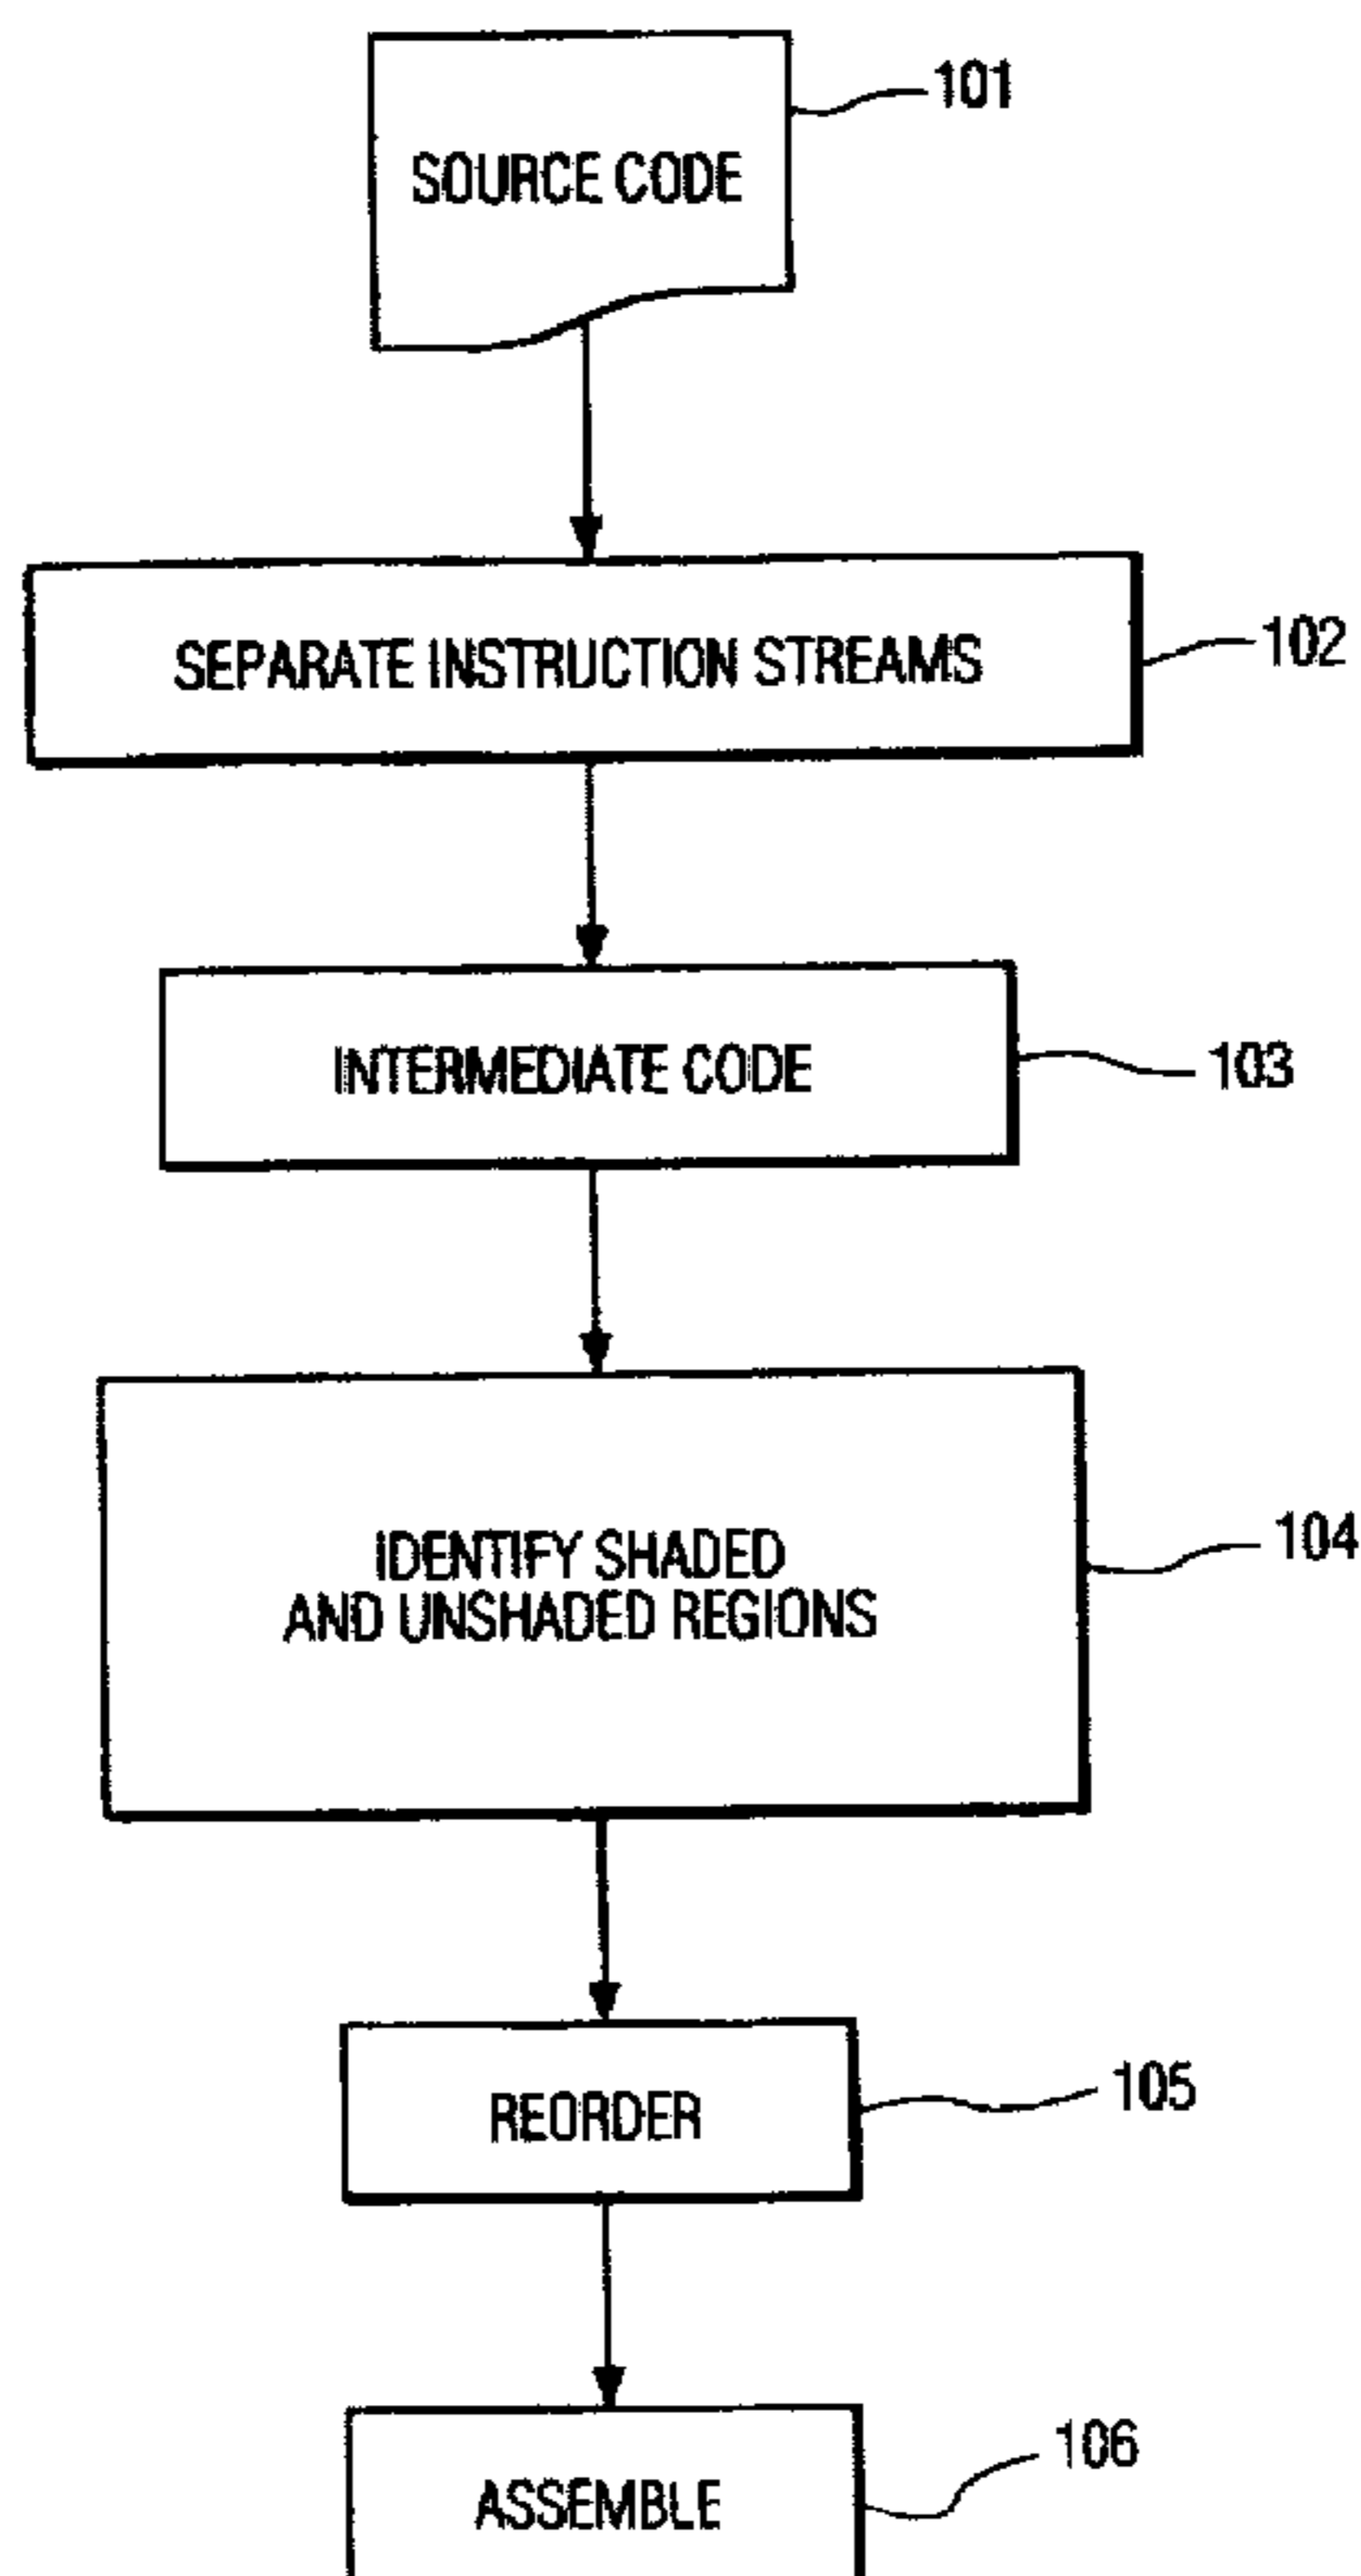 101
SOURCE CODE
SEPARATE INSTRUCTION STREAMS
102
INTERMEDIATE CODE
103
IDENTIFY SHADED
AND UNSHADED REGIONS
104
REORDER
105
ASSEMBLE
106